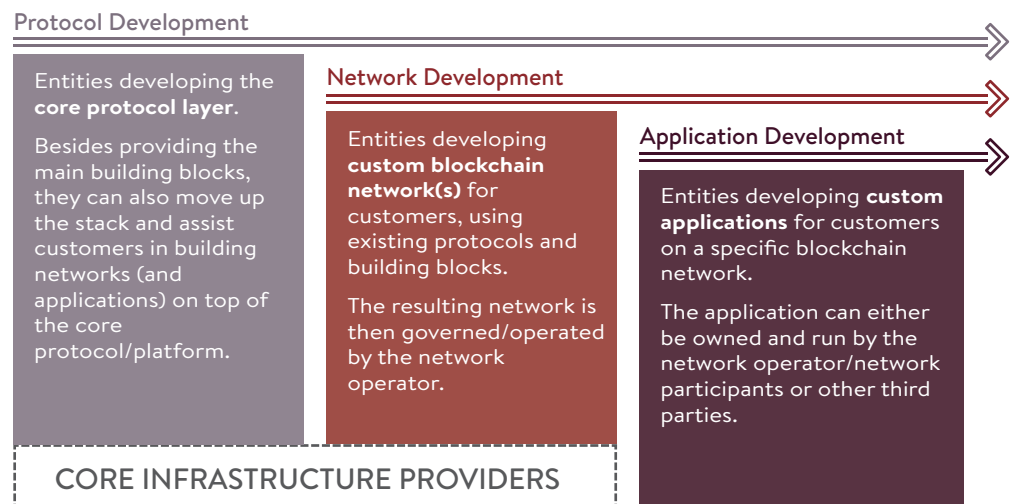 Protocol Development
Entities developing the
core protocol layer.
Besides providing the
main building blocks,
they can also move up
the stack and assist
customers in building
networks (and
applications) on top of
the core
protocol/platform.
Network Development
Entities developing
custom blockchain
network(s) for
customers, using
existing protocols and
building blocks.
The resulting network is
then governed/operated
by the network
operator.
Application Development
Entities developing custom
applications for customers
on a specific blockchain
network.
The application can either
be owned and run by the
network operator/network
participants or other third
parties.
CORE INFRASTRUCTURE PROVIDERS